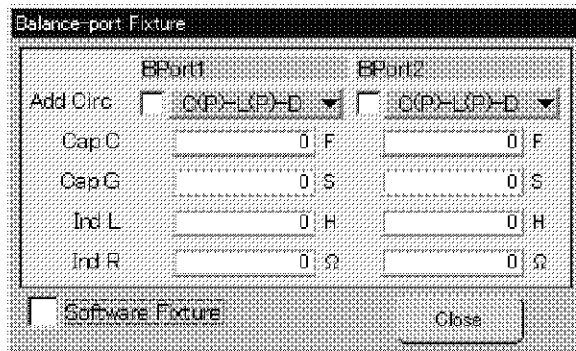 Balance-port Fixture
BPort1 BPort2
Add Circ C(P)-L(P)-D C(P)-L(P)-D
Cap C 0 F 0 F
Cap G 0 S 0 S
Ind L 0 H 0 H
Ind R 0 Ω 0 Ω
Software Fixture Close